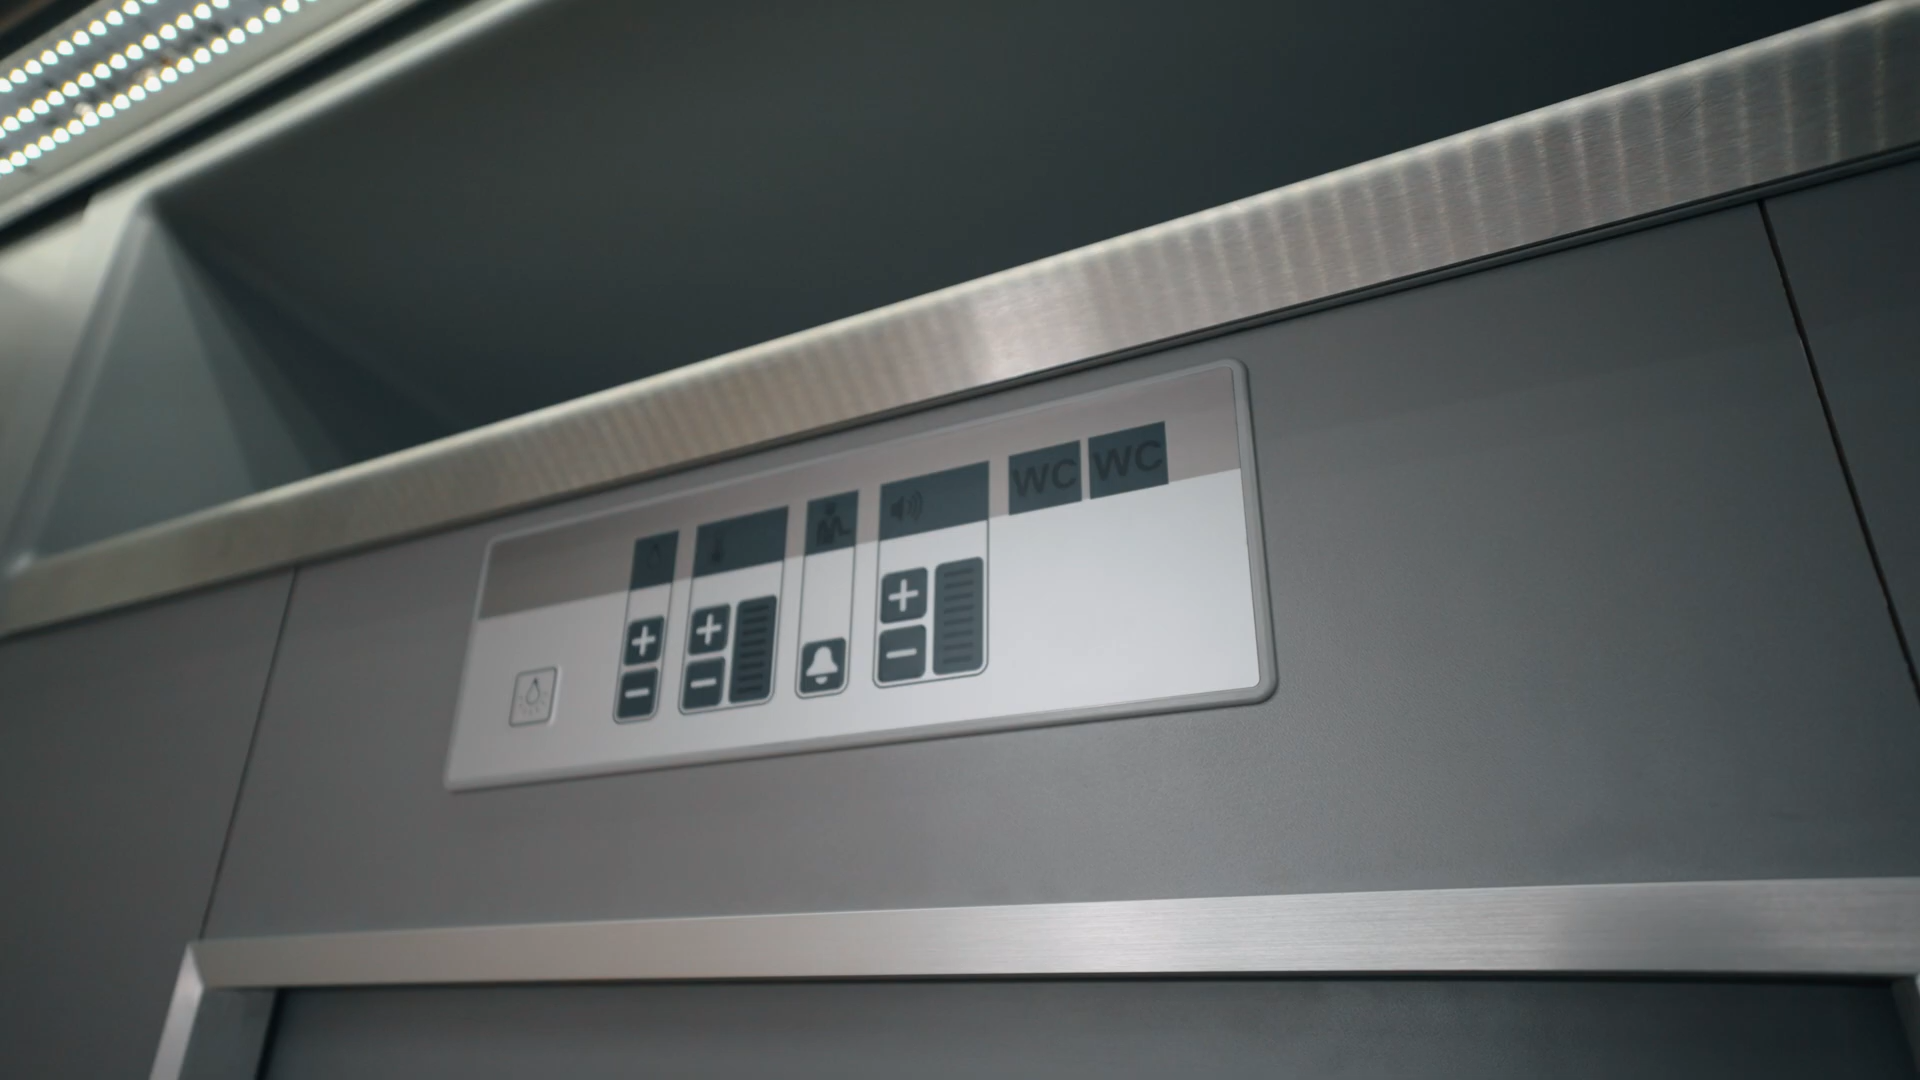 WC WC
+ + +
- - -